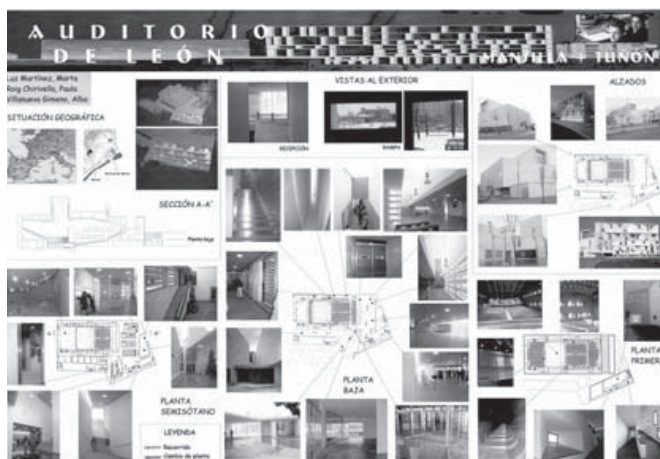 AUDITORIO
DE LEÓN
MANSILLA + TUÑÓN
Luz Martínez, Marta
Roig Chirivella, Paula
Villanueva Gimeno, Alba
SITUACIÓN GEOGRÁFICA
SECCIÓN A-A'
Planta baja
VISTAS AL EXTERIOR
RECEPCIÓN
RAMPA
ALZADOS
PLANTA
SEMISÓTANO
LEYENDA
Recorrido
Cambio de planta
PLANTA
BAJA
PLANTA
PRIMER